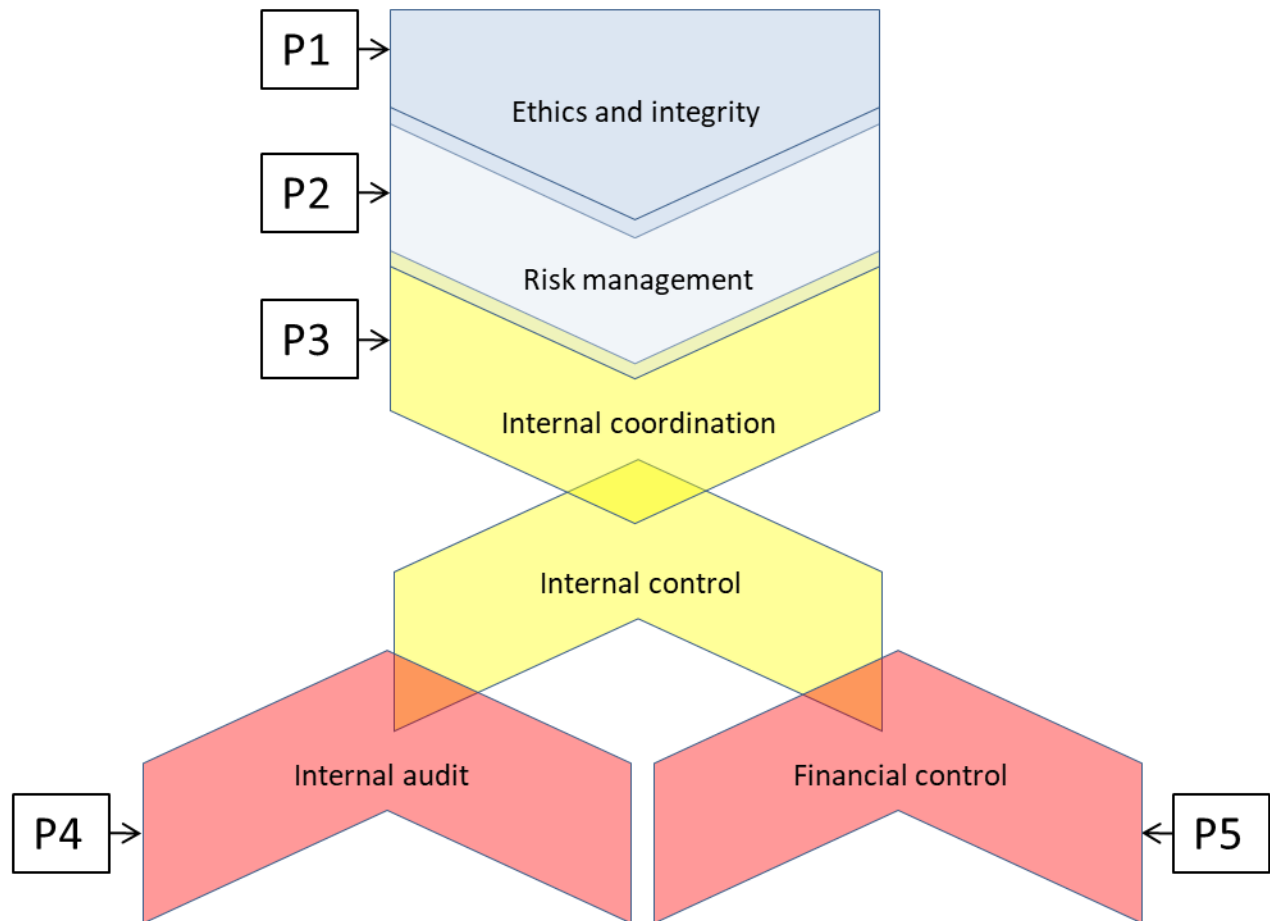 P1
Ethics and integrity
P2
Risk management
P3
Internal coordination
Internal control
Internal audit
Financial control
P4
P5